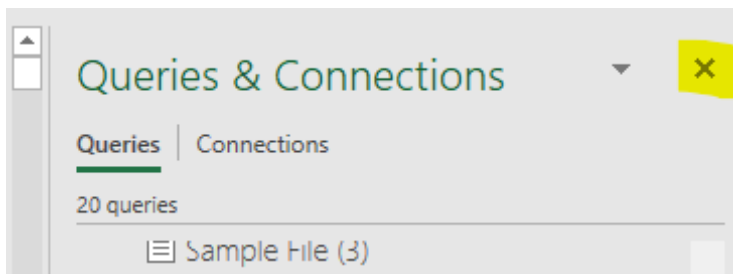 Queries & Connections
Queries Connections
20 queries
Sample File (3)